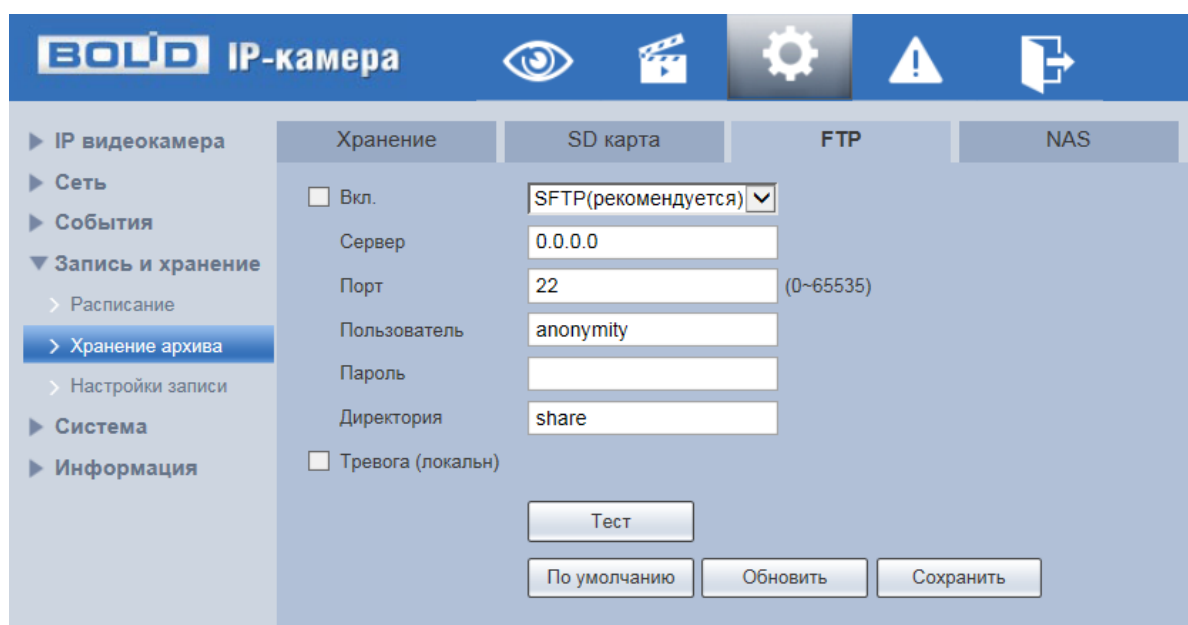 BOLID IP-камера
IP видеокамера
Сеть
События
Запись и хранение
Расписание
Хранение архива
Настройки записи
Система
Информация
Хранение SD карта FTP NAS
Вкл. SFTP(рекомендуется)
Сервер 0.0.0.0
Порт 22 (0~65535)
Пользователь anonymity
Пароль
Директория share
Тревога (локальн)
Тест
По умолчанию Обновить Сохранить